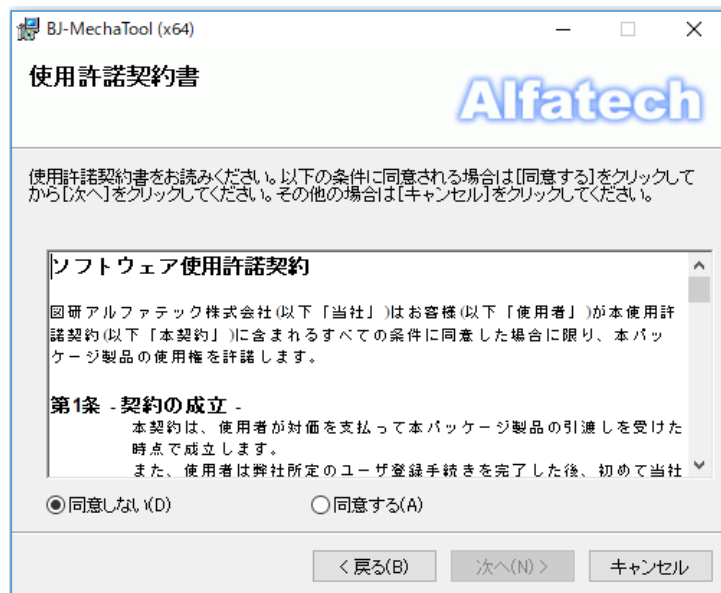 BJ-MechaTool (x64)
使用許諾契約書
Alfatech
使用許諾契約書をお読みください。以下の条件に同意される場合は[同意する]をクリックして
から[次へ]をクリックしてください。その他の場合は[キャンセル]をクリックしてください。
ソフトウェア使用許諾契約
図研アルファテック株式会社(以下「当社」)はお客様(以下「使用者」)が本使用許
諾契約(以下「本契約」)に含まれるすべての条件に同意した場合に限り、本パッ
ケージ製品の使用権を許諾します。
第1条 - 契約の成立 -
本契約は、使用者が対価を支払って本パッケージ製品の引渡しを受けた
時点で成立します。
また、使用者は弊社所定のユーザ登録手続きを完了した後、初めて当社
同意しない(D)
同意する(A)
< 戻る(B)
次へ(N) >
キャンセル